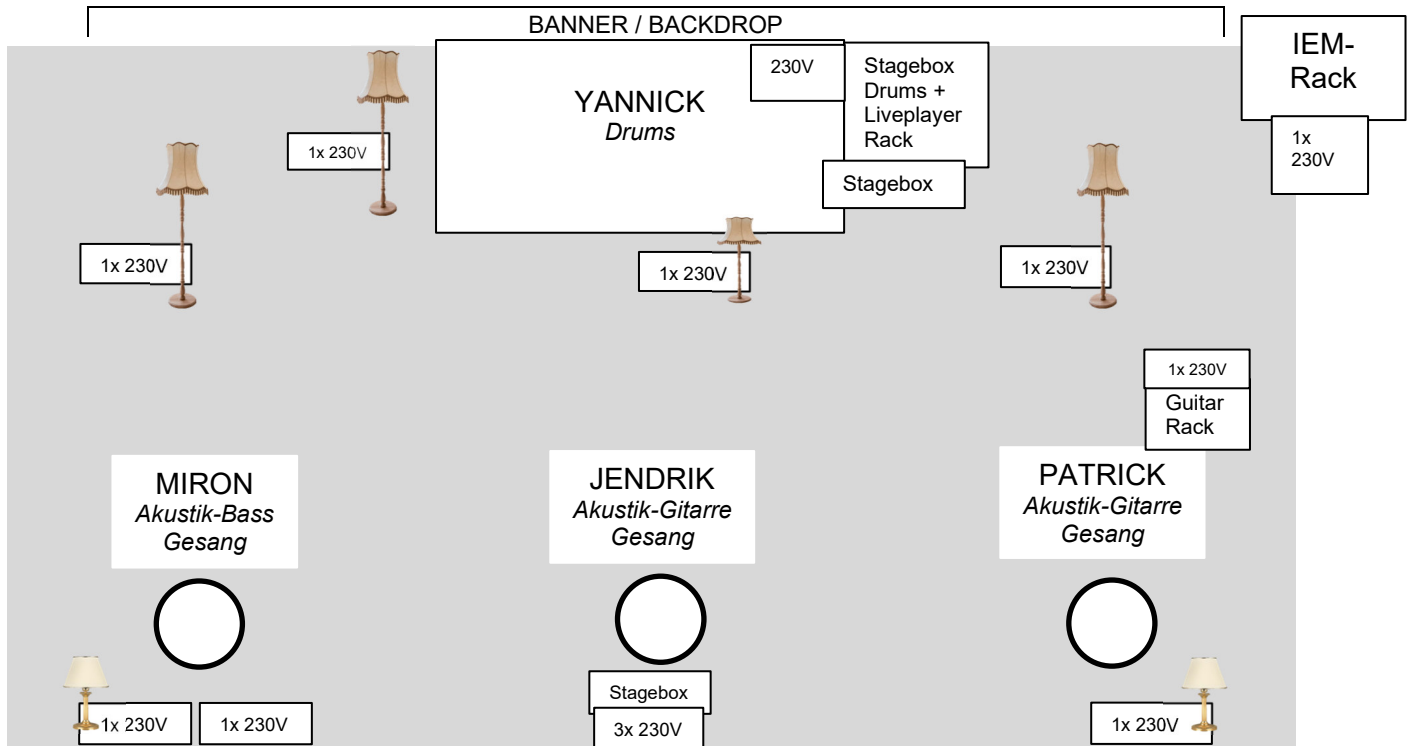 BANNER / BACKDROP
IEM-
Rack
1x
230V
YANNICK
Drums
230V
Stagebox
Drums +
Liveplayer
Rack
Stagebox
1x 230V
1x 230V
1x 230V
1x 230V
1x 230V
Guitar
Rack
MIRON
Akustik-Bass
Gesang
JENDRIK
Akustik-Gitarre
Gesang
PATRICK
Akustik-Gitarre
Gesang
1x 230V
1x 230V
Stagebox
3x 230V
1x 230V